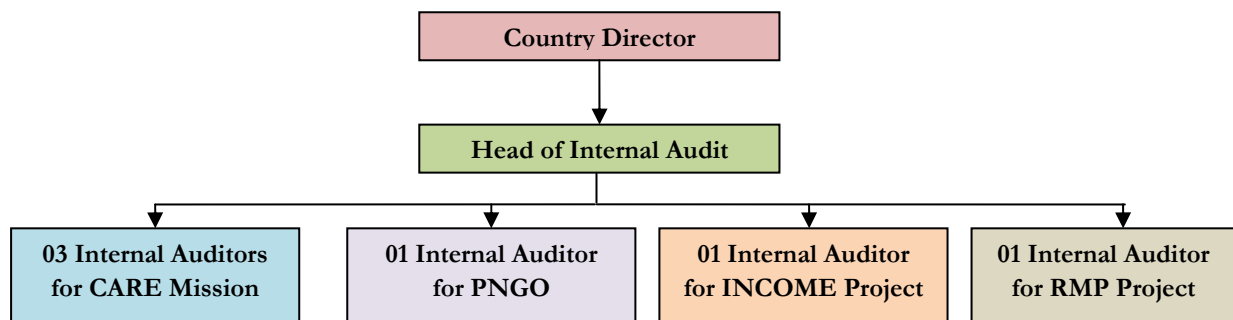 Country Director
Head of Internal Audit
03 Internal Auditors
for CARE Mission
01 Internal Auditor
for PNGO
01 Internal Auditor
for INCOME Project
01 Internal Auditor
for RMP Project